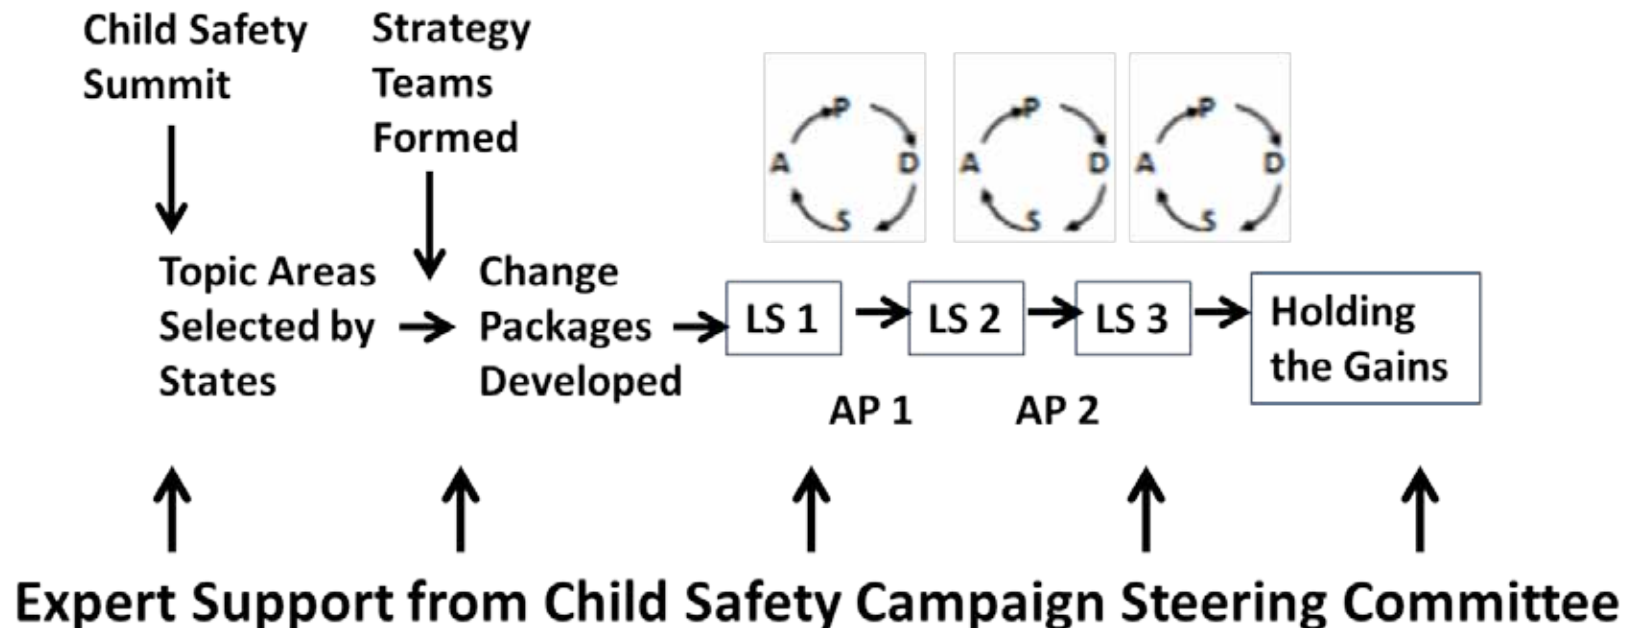 Child Safety
Summit
Strategy
Teams
Formed
Topic Areas
Selected by
States
Change
Packages
Developed
P
A D
S
P
A D
S
P
A D
S
LS 1
LS 2
LS 3
Holding
the Gains
AP 1
AP 2
Expert Support from Child Safety Campaign Steering Committee